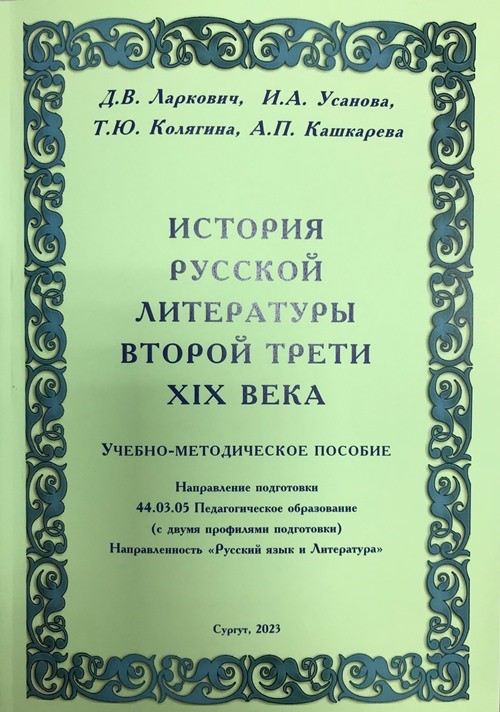 Д.В. Ларкович, И.А. Усанова,
Т.Ю. Колягина, А.П. Кашкарева
ИСТОРИЯ
РУССКОЙ
ЛИТЕРАТУРЫ
ВТОРОЙ ТРЕТИ
XIX ВЕКА
УЧЕБНО-МЕТОДИЧЕСКОЕ ПОСОБИЕ
Направление подготовки
44.03.05 Педагогическое образование
(с двумя профилями подготовки)
Направленность «Русский язык и Литература»
Сургут, 2023